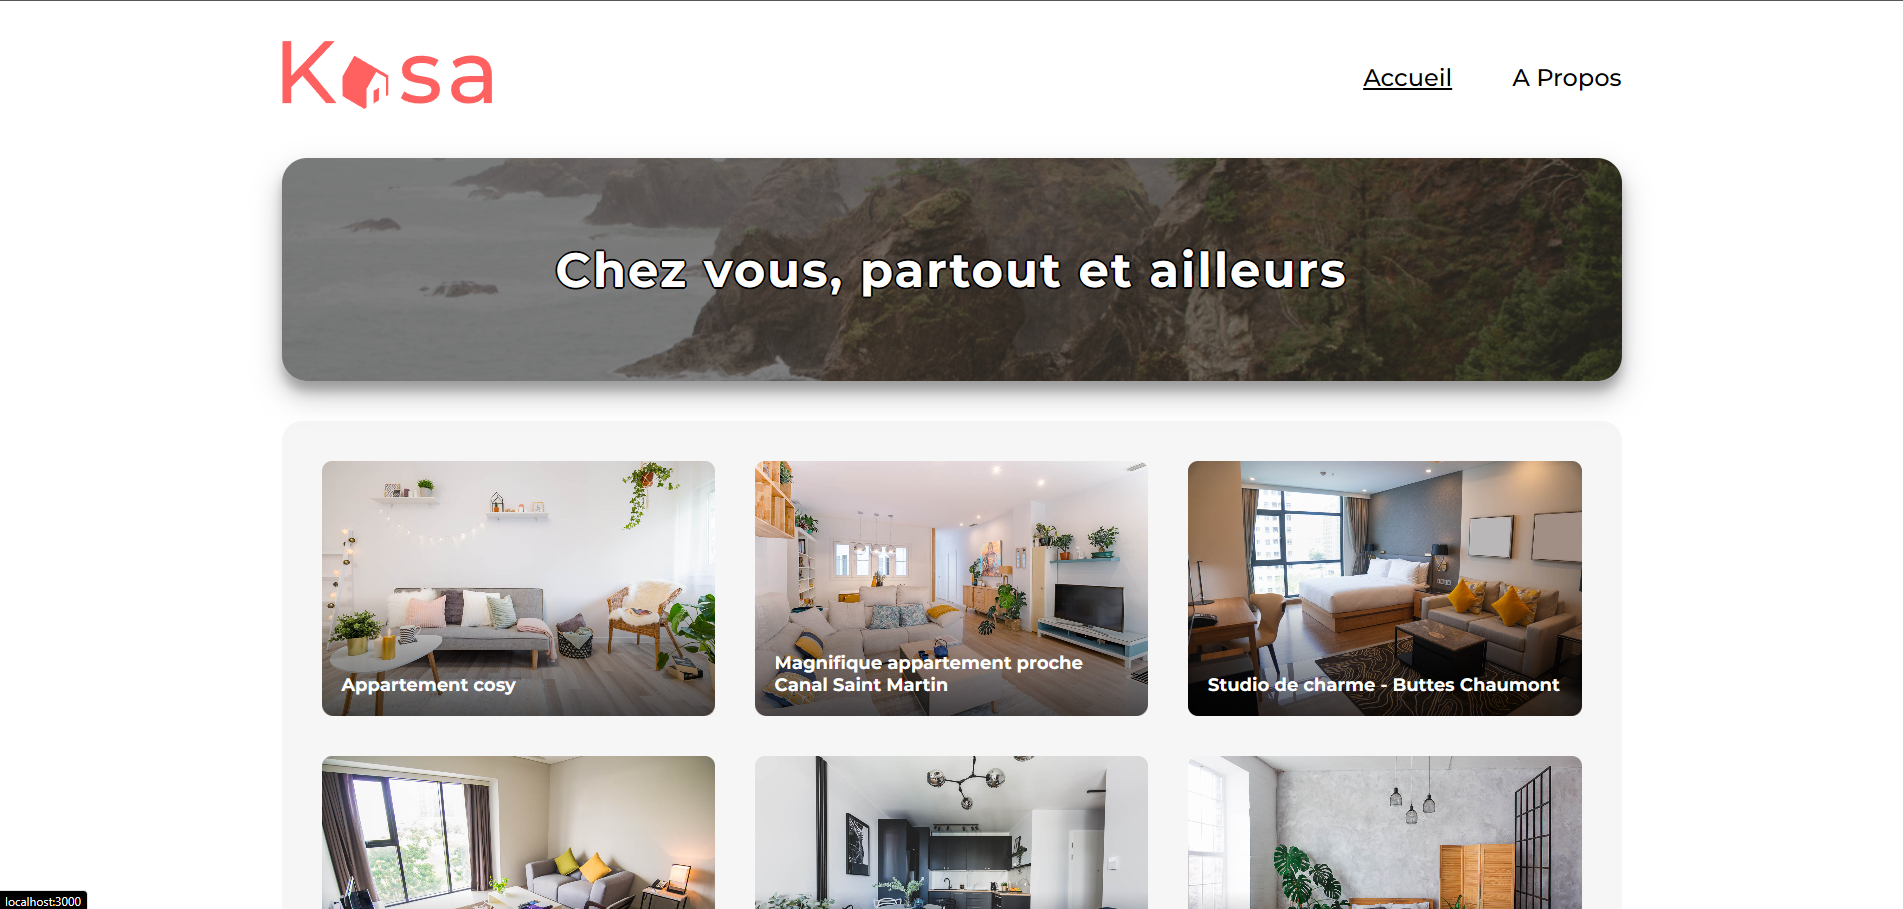 Kasa
Accueil
A Propos
Chez vous, partout et ailleurs
Appartement cosy
Magnifique appartement proche
Canal Saint Martin
Studio de charme - Buttes Chaumont
localhost:3000